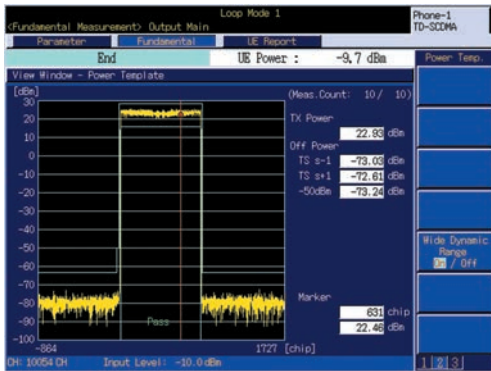 Loop Mode 1
Phone-1
TD-SCDMA
<Fundamental Measurement> Output Main
Parameter
Fundamental
UE Report
End
UE Power :
-9.7 dBm
Power Temp.
View Window - Power Template
[dBm]
(Meas.Count: 10/ 10)
30
20
10
0
-10
-20
-30
-40
-50
-60
-70
-80
-90
-100
TX Power
22.93 dBm
Off Power
TS s-1 -73.03 dBm
TS s+1 -72.61 dBm
-50dBm -73.24 dBm
Wide Dynamic
Range
On / Off
Marker
631 chip
22.46 dBm
Pass
-864
1727 [chip]
CH: 10054 CH
Input Level: -10.0 dBm
1 2 3